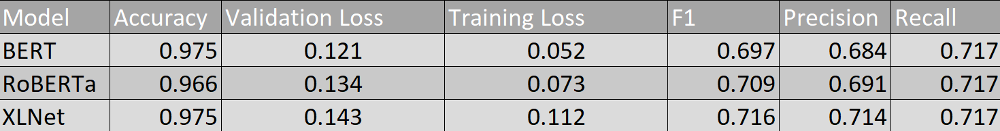 Model Accuracy Validation Loss Training Loss F1 Precision Recall
BERT 0.975 0.121 0.052 0.697 0.684 0.717
RoBERTa 0.966 0.134 0.073 0.709 0.691 0.717
XLNet 0.975 0.143 0.112 0.716 0.714 0.717